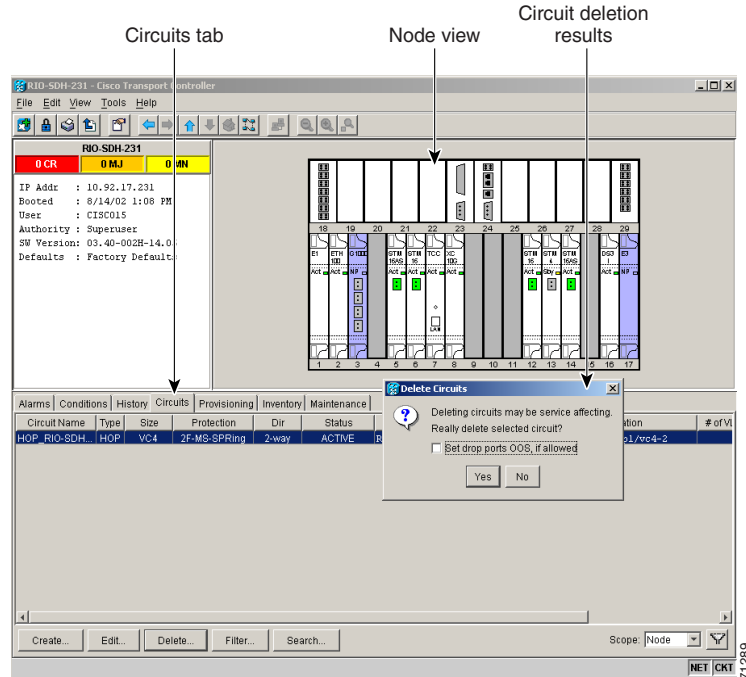 Circuits tab
Node view
Circuit deletion
results
RIO-SDH-231 - Cisco Transport Controller
File Edit View Tools Help
RIO-SDH-231
0 CR 0 MJ 0 MN
IP Addr : 10.92.17.231
Booted : 8/14/02 1:08 PM
User : CISCO15
Authority : Superuser
SW Version: 03.40-002H-14.05
Defaults : Factory Defaults
18 19 20 21 22 23 24 25 26 27 28 29
E1 ETH 100 G1000 STM 16AS STM 16 TCC XC 10G STM 16 STM 4 STM 16AS DS3 I E3
Act Act NP Act Act Act Act Act Sby Act Act NP
LAN
1 2 3 4 5 6 7 8 9 10 11 12 13 14 15 16 17
Alarms Conditions History Circuits Provisioning Inventory Maintenance
Circuit Name Type Size Protection Dir Status ation # of VL
HOP_RIO-SDH... HOP VC4 2F-MS-SPRing 2-way ACTIVE R p1/vc4-2
Delete Circuits
Deleting circuits may be service affecting.
Really delete selected circuit?
Set drop ports OOS, if allowed
Yes No
Create... Edit... Delete... Filter... Search... Scope: Node
NET CKT
71289